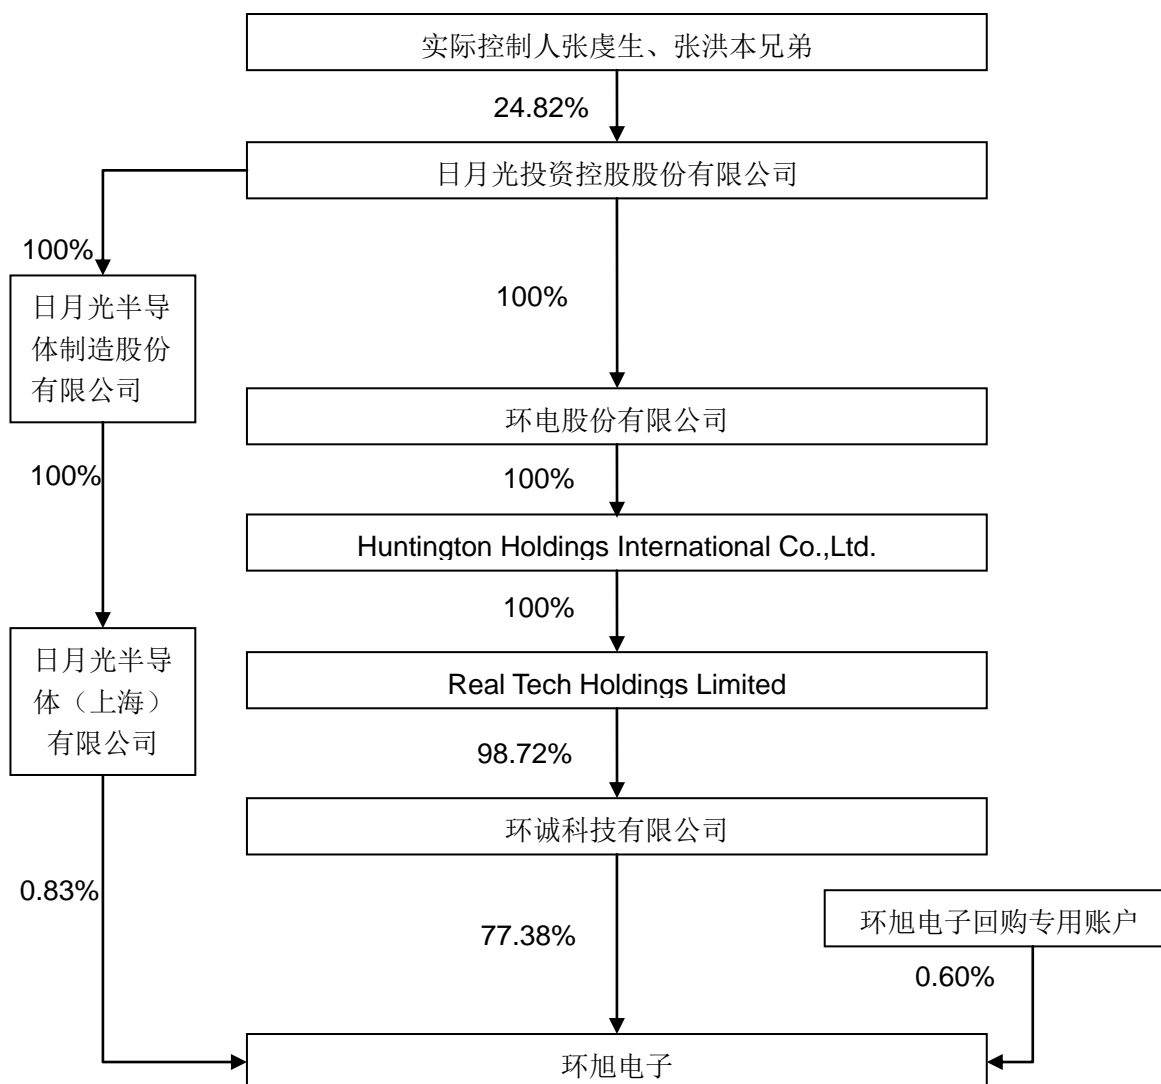 实际控制人张虔生、张洪本兄弟
24.82%
日月光投资控股股份有限公司
100%
日月光半导
体制造股份
有限公司
100%
环电股份有限公司
100%
100%
Huntington Holdings International Co.,Ltd.
100%
日月光半导
体（上海）
有限公司
Real Tech Holdings Limited
98.72%
环诚科技有限公司
0.83%
77.38%
环旭电子回购专用账户
0.60%
环旭电子